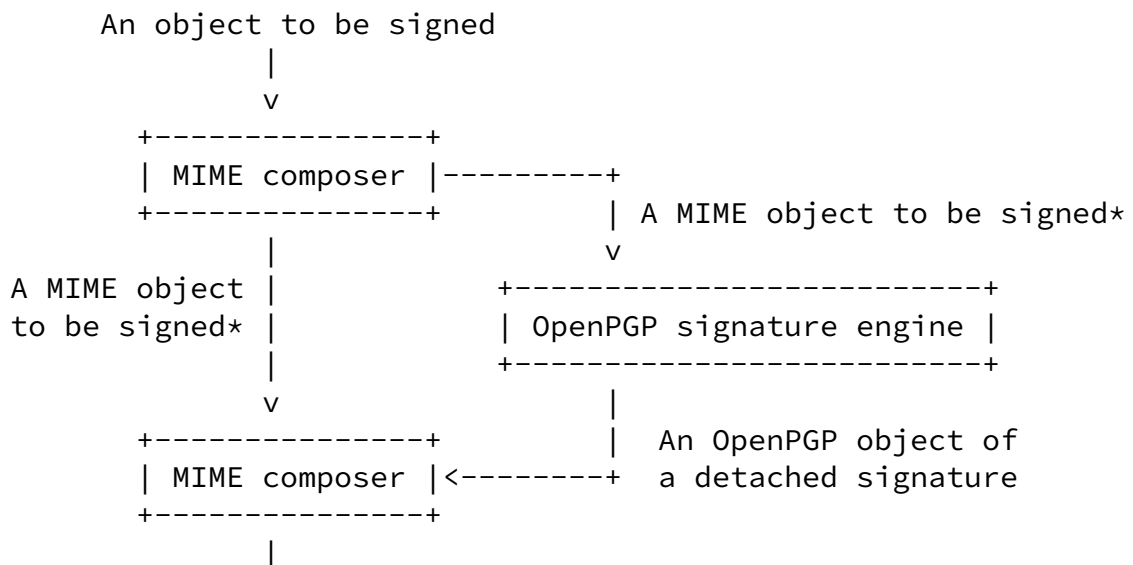 An object to be signed
MIME composer
A MIME object to be signed*
A MIME object
to be signed*
OpenPGP signature engine
An OpenPGP object of
MIME composer
a detached signature